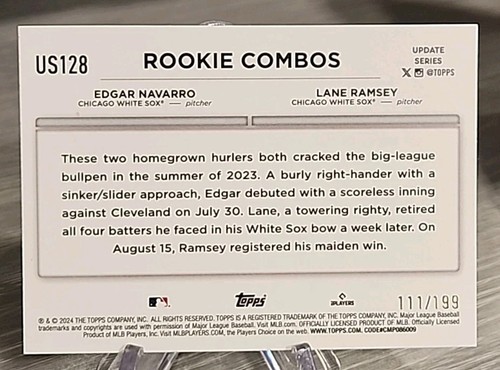 US128
ROOKIE COMBOS
UPDATE
SERIES
X @TOPPS
EDGAR NAVARRO
CHICAGO WHITE SOX® — pitcher
LANE RAMSEY
CHICAGO WHITE SOX® — pitcher
These two homegrown hurlers both cracked the big-league
bullpen in the summer of 2023. A burly right-hander with a
sinker/slider approach, Edgar debuted with a scoreless inning
against Cleveland on July 30. Lane, a towering righty, retired
all four batters he faced in his White Sox bow a week later. On
August 15, Ramsey registered his maiden win.
Topps
PLAYERS
111/199
® & © 2024 THE TOPPS COMPANY, INC. ALL RIGHTS RESERVED. TOPPS IS A REGISTERED TRADEMARK OF THE TOPPS COMPANY, INC. Major League Baseball
trademarks and copyrights are used with permission of Major League Baseball. Visit MLB.com. OFFICIALLY LICENSED PRODUCT OF MLB. Officially Licensed
Product of MLB Players, Inc. Visit MLBPLAYERS.COM, the Players Choice on the web. WWW.TOPPS.COM, CODE#CMP086009